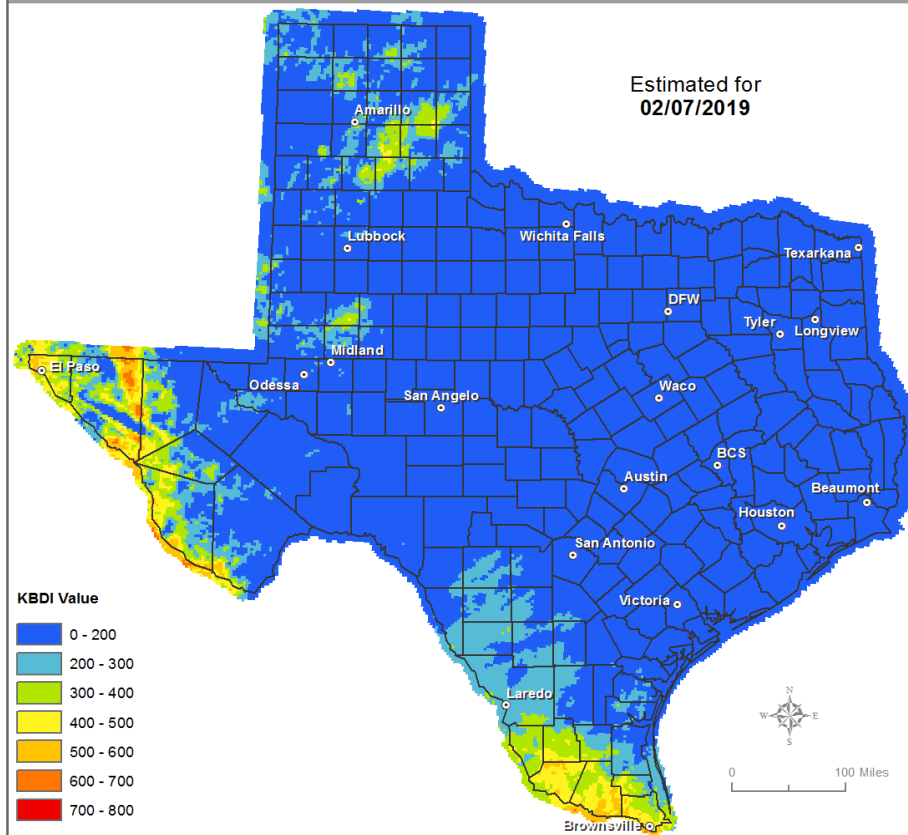 Estimated for
02/07/2019
Amarillo
Lubbock
Wichita Falls
Texarkana
DFW
Tyler
Longview
Midland
El Paso
Odessa
San Angelo
Waco
BCS
Austin
Beaumont
Houston
San Antonio
Victoria
Laredo
Brownsville
KBDI Value
0 - 200
200 - 300
300 - 400
400 - 500
500 - 600
600 - 700
700 - 800
N
W E
S
0 100 Miles